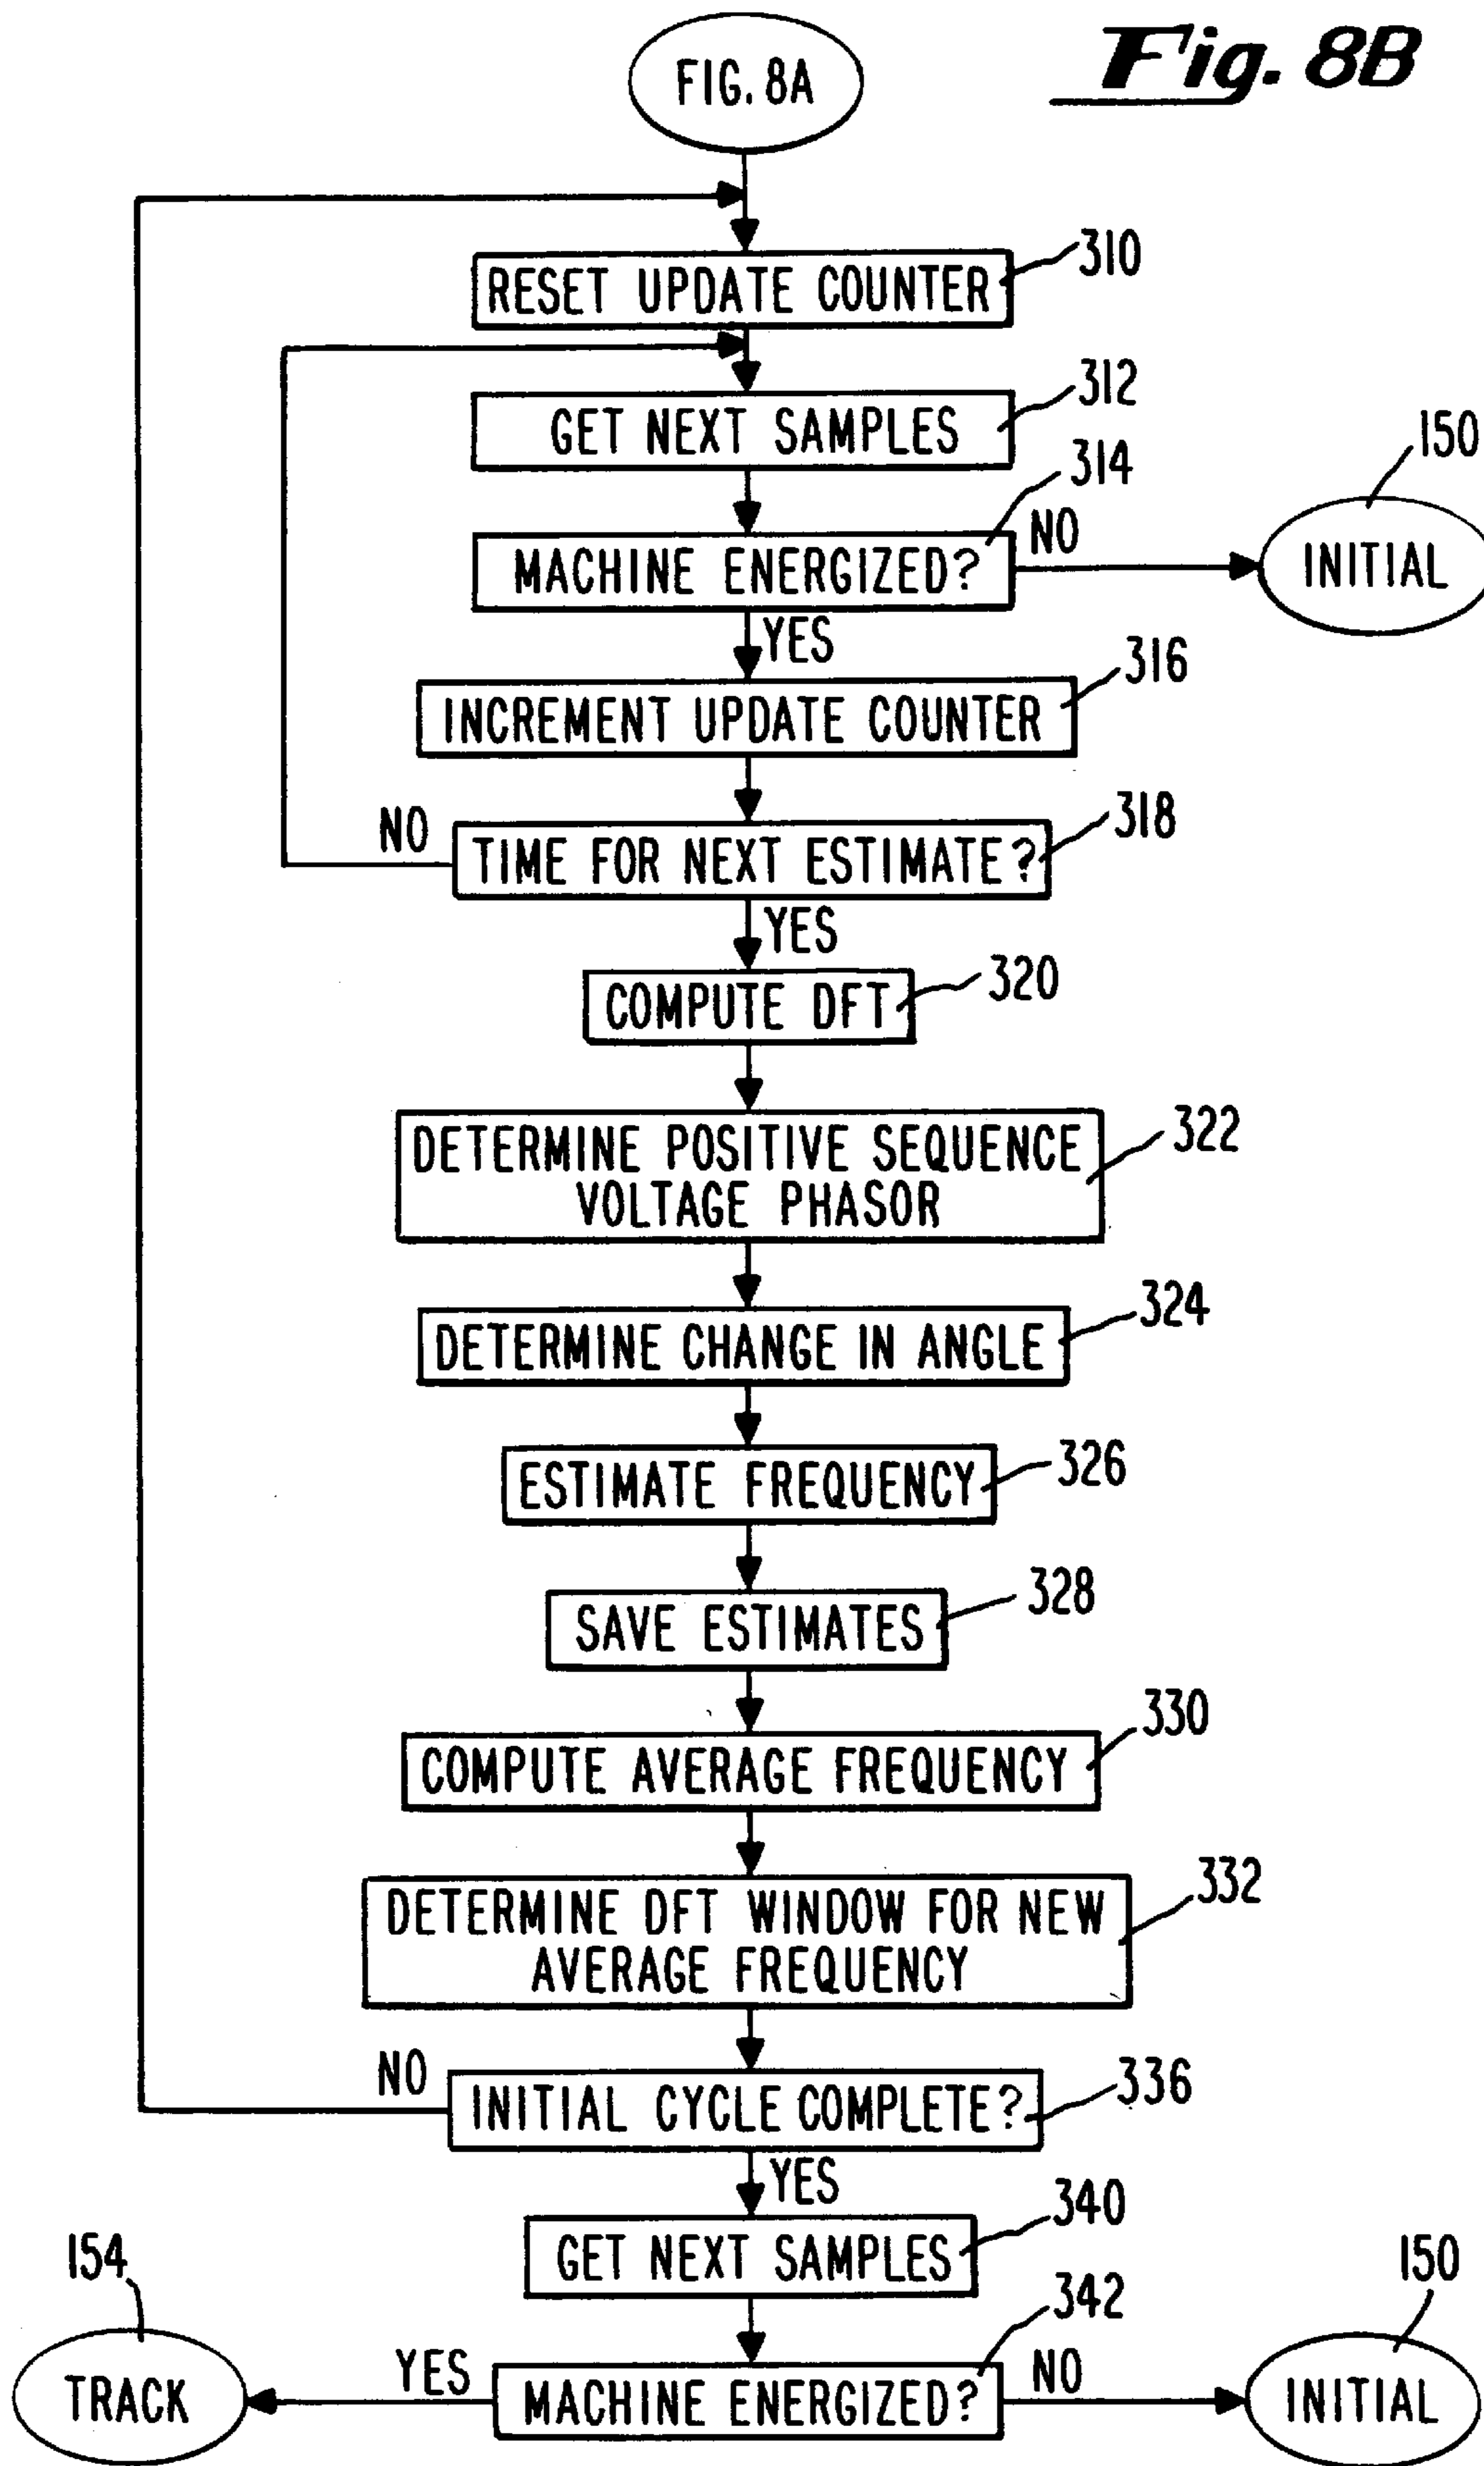 Fig. 8B
FIG. 8A
RESET UPDATE COUNTER
310
GET NEXT SAMPLES
312
MACHINE ENERGIZED?
314
NO
150
INITIAL
YES
INCREMENT UPDATE COUNTER
316
NO
TIME FOR NEXT ESTIMATE?
318
YES
COMPUTE DFT
320
DETERMINE POSITIVE SEQUENCE
VOLTAGE PHASOR
322
DETERMINE CHANGE IN ANGLE
324
ESTIMATE FREQUENCY
326
SAVE ESTIMATES
328
COMPUTE AVERAGE FREQUENCY
330
DETERMINE DFT WINDOW FOR NEW
AVERAGE FREQUENCY
332
NO
INITIAL CYCLE COMPLETE?
336
YES
GET NEXT SAMPLES
340
154
TRACK
YES
MACHINE ENERGIZED?
342
NO
150
INITIAL